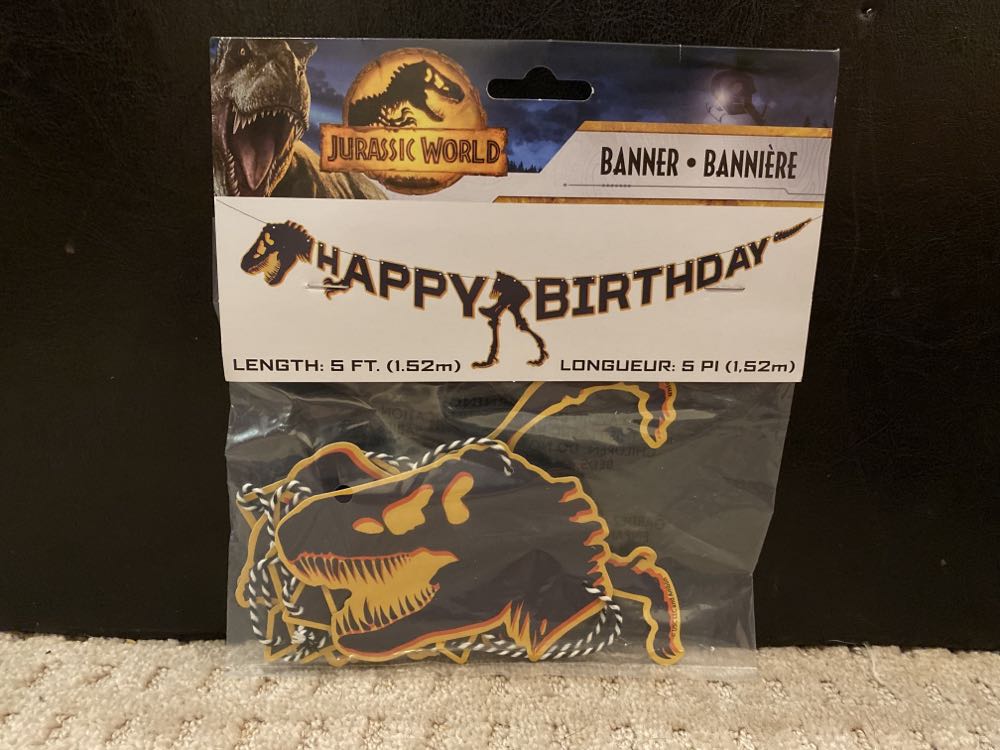 JURASSIC WORLD
BANNER • BANNIÈRE
HAPPY BIRTHDAY
LENGTH: 5 FT. (1.52m)
LONGUEUR: 5 PI (1,52m)